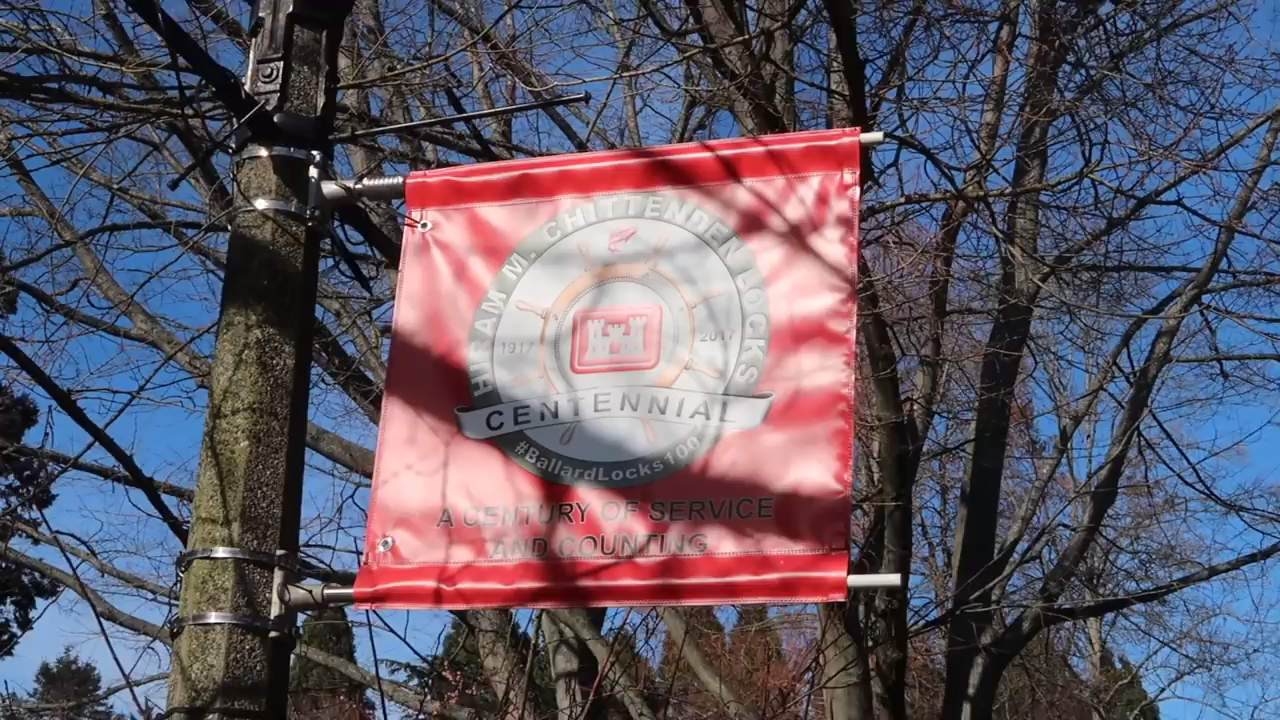 HIRAM M. CHITTENDEN LOCKS
1917 2017
CENTENNIAL
#BallardLocks100
A CENTURY OF SERVICE
AND COUNTING